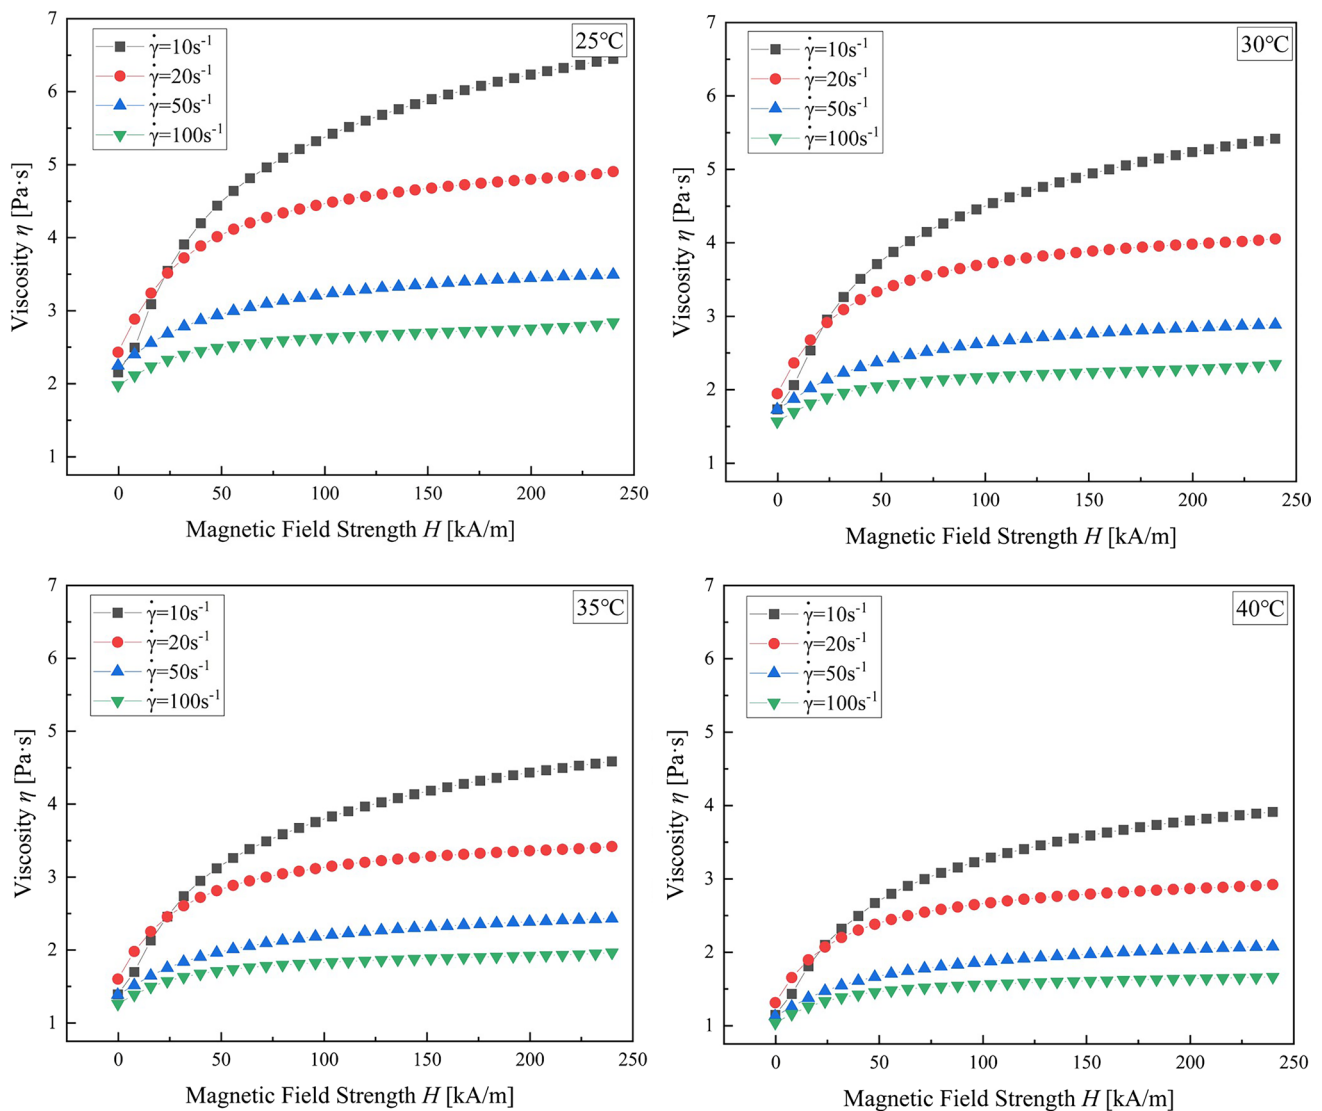 25℃
γ̇=10s⁻¹
γ̇=20s⁻¹
γ̇=50s⁻¹
γ̇=100s⁻¹
7
6
5
4
3
2
1
Viscosity η [Pa·s]
0 50 100 150 200 250
Magnetic Field Strength H [kA/m]
30℃
γ̇=10s⁻¹
γ̇=20s⁻¹
γ̇=50s⁻¹
γ̇=100s⁻¹
7
6
5
4
3
2
1
Viscosity η [Pa·s]
0 50 100 150 200 250
Magnetic Field Strength H [kA/m]
35℃
γ̇=10s⁻¹
γ̇=20s⁻¹
γ̇=50s⁻¹
γ̇=100s⁻¹
7
6
5
4
3
2
1
Viscosity η [Pa·s]
0 50 100 150 200 250
Magnetic Field Strength H [kA/m]
40℃
γ̇=10s⁻¹
γ̇=20s⁻¹
γ̇=50s⁻¹
γ̇=100s⁻¹
7
6
5
4
3
2
1
Viscosity η [Pa·s]
0 50 100 150 200 250
Magnetic Field Strength H [kA/m]